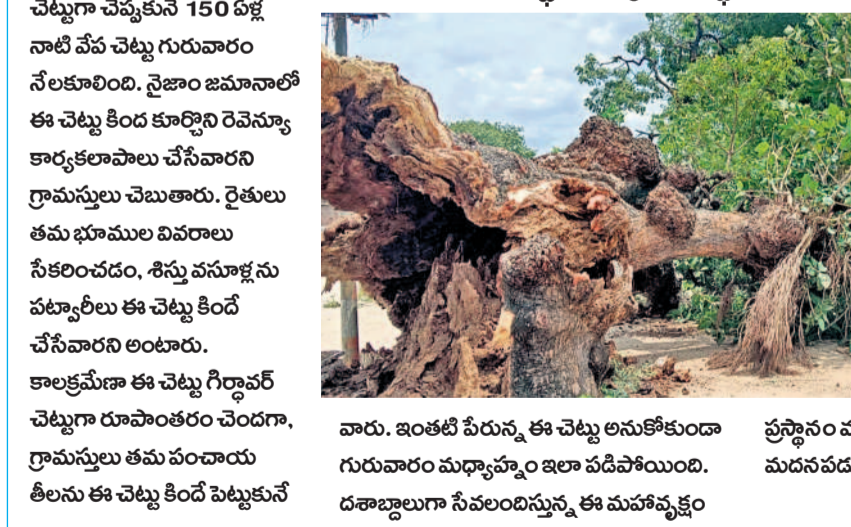 చెట్టుగా చెప్పుకునే 150 ఏళ్ల
నాటి వేప చెట్టు గురువారం
నేలకూలింది. నైజాం జమానాలో
ఈ చెట్టు కింద కూర్చొని రెవెన్యూ
కార్యకలాపాలు చేసేవారని
గ్రామస్తులు చెబుతారు. రైతులు
తమ భూముల వివరాలు
సేకరించడం, శిస్తు వసూళ్లను
పట్వారీలు ఈ చెట్టు కిందే
చేసేవారని అంటారు.
కాలక్రమేణా ఈ చెట్టు గిర్ధావర్
చెట్టుగా రూపాంతరం చెందగా,
గ్రామస్తులు తమ పంచాయ
తీలను ఈ చెట్టు కిందే పెట్టుకునే
వారు. ఇంతటి పేరున్న ఈ చెట్టు అనుకోకుండా
గురువారం మధ్యాహ్నం ఇలా పడిపోయింది.
దశాబ్దాలుగా సేవలందిస్తున్న ఈ మహావృక్షం
ప్రస్థానం